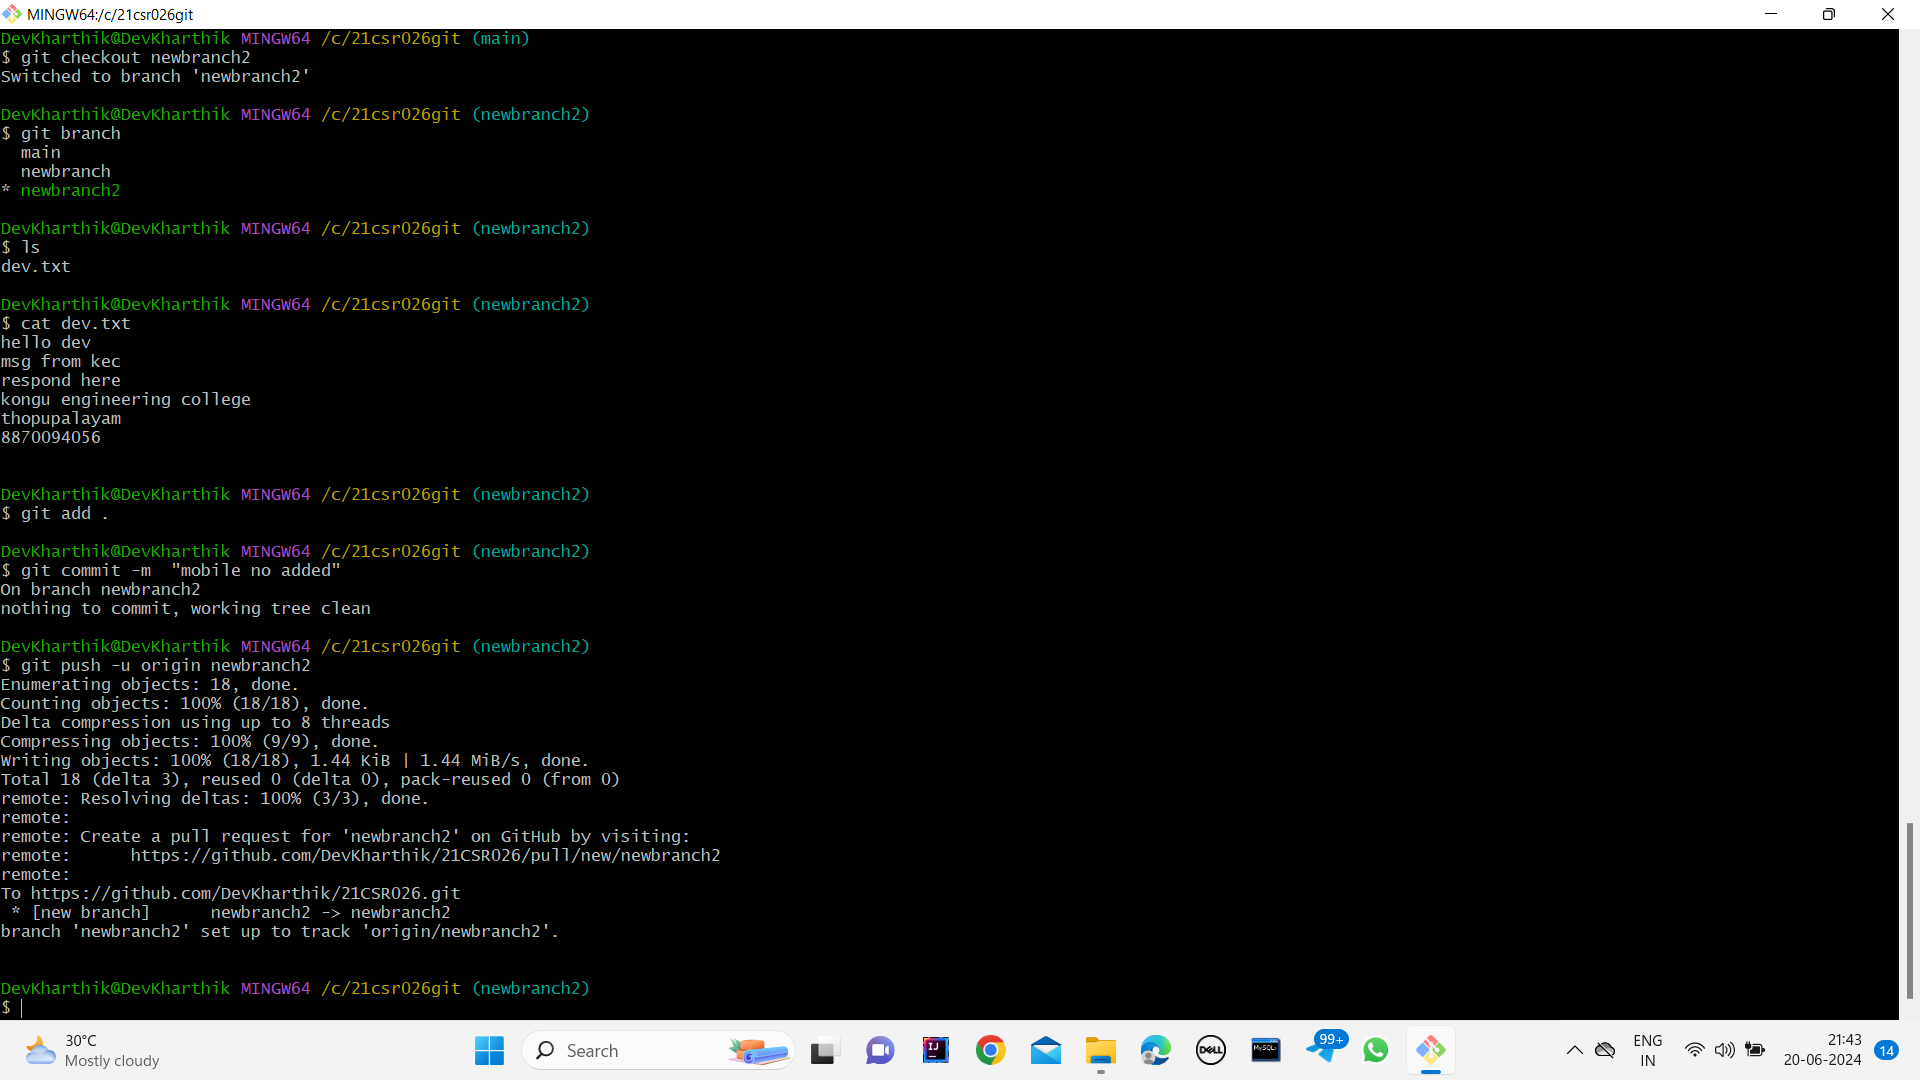 MINGW64:/c/21csr026git
DevKharthik@DevKharthik MINGW64 /c/21csr026git (main)
$ git checkout newbranch2
Switched to branch 'newbranch2'
DevKharthik@DevKharthik MINGW64 /c/21csr026git (newbranch2)
$ git branch
  main
  newbranch
* newbranch2
DevKharthik@DevKharthik MINGW64 /c/21csr026git (newbranch2)
$ ls
dev.txt
DevKharthik@DevKharthik MINGW64 /c/21csr026git (newbranch2)
$ cat dev.txt
hello dev
msg from kec
respond here
kongu engineering college
thopupalayam
8870094056
DevKharthik@DevKharthik MINGW64 /c/21csr026git (newbranch2)
$ git add .
DevKharthik@DevKharthik MINGW64 /c/21csr026git (newbranch2)
$ git commit -m  "mobile no added"
On branch newbranch2
nothing to commit, working tree clean
DevKharthik@DevKharthik MINGW64 /c/21csr026git (newbranch2)
$ git push -u origin newbranch2
Enumerating objects: 18, done.
Counting objects: 100% (18/18), done.
Delta compression using up to 8 threads
Compressing objects: 100% (9/9), done.
Writing objects: 100% (18/18), 1.44 KiB | 1.44 MiB/s, done.
Total 18 (delta 3), reused 0 (delta 0), pack-reused 0 (from 0)
remote: Resolving deltas: 100% (3/3), done.
remote:
remote: Create a pull request for 'newbranch2' on GitHub by visiting:
remote:      https://github.com/DevKharthik/21CSR026/pull/new/newbranch2
remote:
To https://github.com/DevKharthik/21CSR026.git
 * [new branch]      newbranch2 -> newbranch2
branch 'newbranch2' set up to track 'origin/newbranch2'.
DevKharthik@DevKharthik MINGW64 /c/21csr026git (newbranch2)
$
30°C
Mostly cloudy
Search
IJ
DELL
MySQL
99+
ENG
IN
21:43
20-06-2024
14